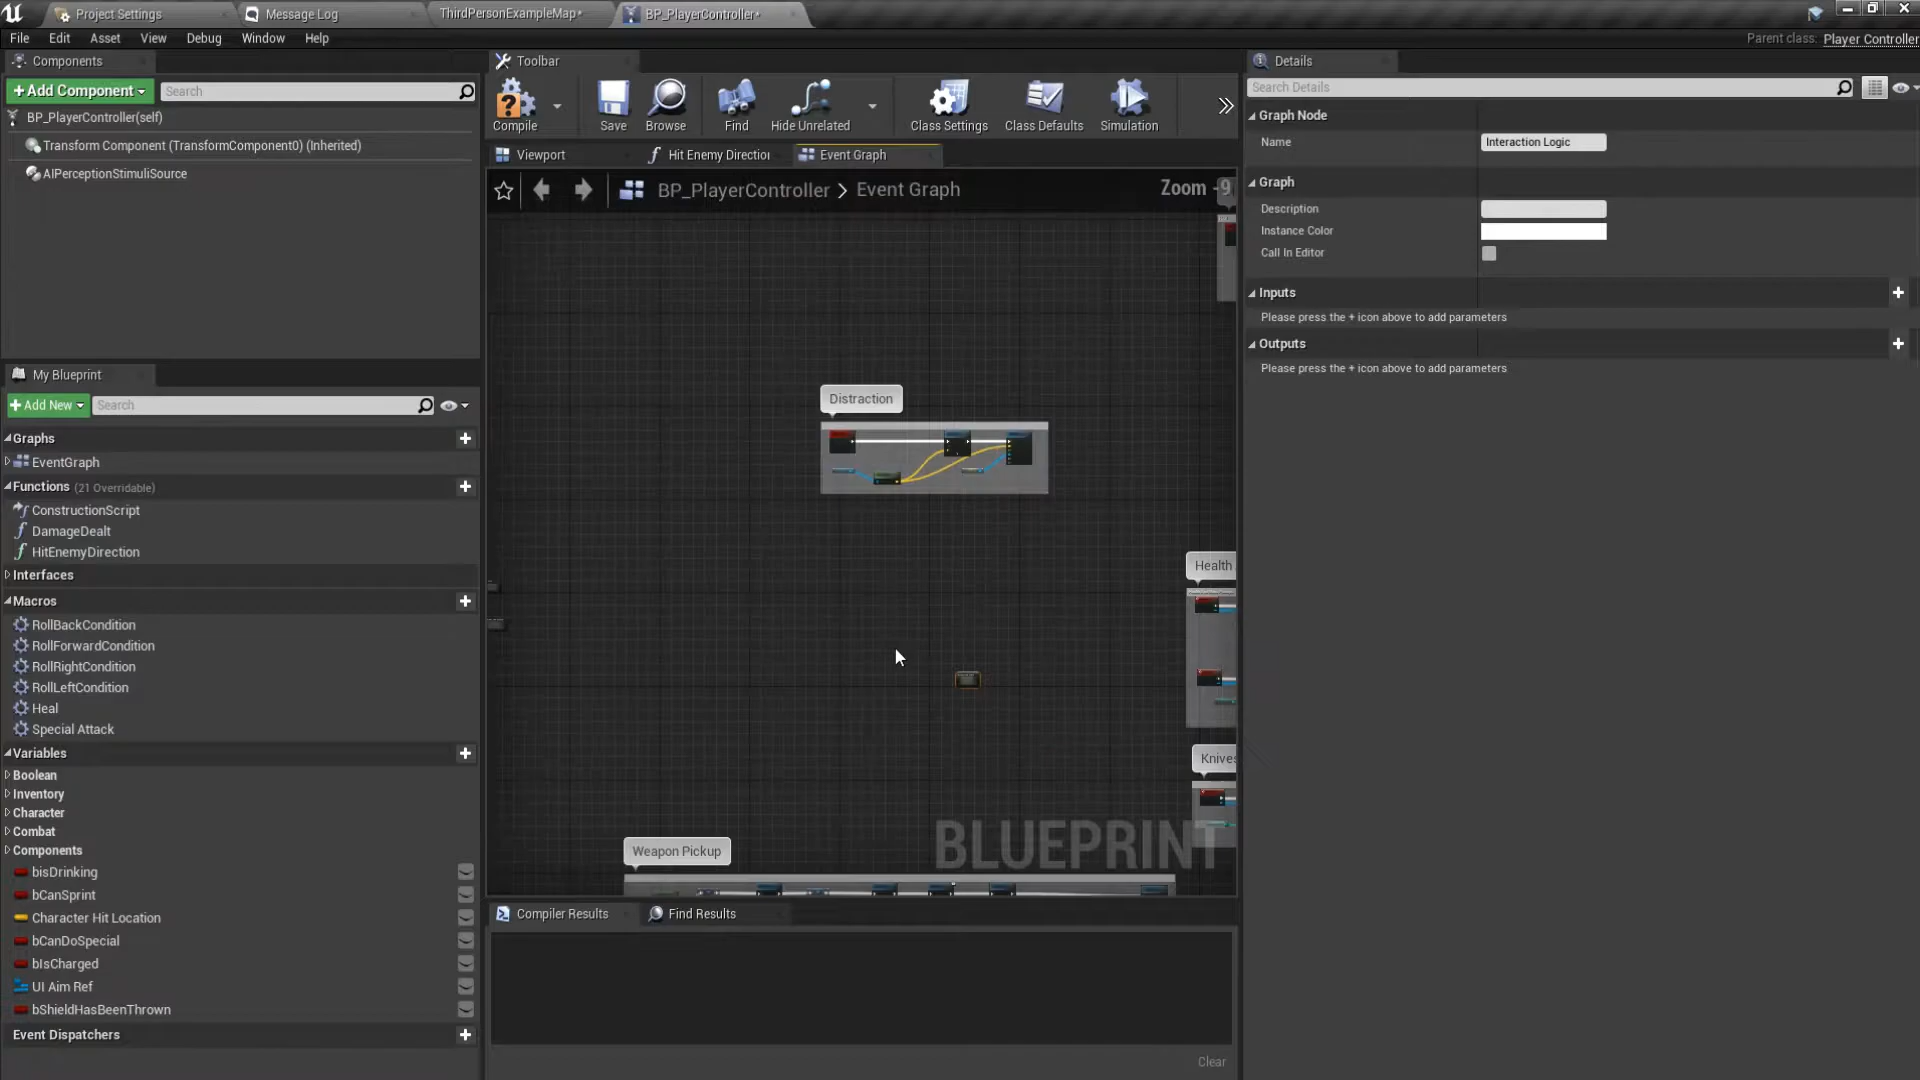 Project Settings
Message Log
ThirdPersonExampleMap*
BP_PlayerController*
File Edit Asset View Debug Window Help
Parent class: Player Controller
Components
+Add Component
Search
BP_PlayerController(self)
Transform Component (TransformComponent0) (Inherited)
AIPerceptionStimuliSource
My Blueprint
+Add New
Search
Graphs
EventGraph
Functions (21 Overridable)
ConstructionScript
DamageDealt
HitEnemyDirection
Interfaces
Macros
RollBackCondition
RollForwardCondition
RollRightCondition
RollLeftCondition
Heal
Special Attack
Variables
Boolean
Inventory
Character
Combat
Components
bisDrinking
bCanSprint
Character Hit Location
bCanDoSpecial
bIsCharged
UI Aim Ref
bShieldHasBeenThrown
Event Dispatchers
Toolbar
Compile
Save
Browse
Find
Hide Unrelated
Class Settings
Class Defaults
Simulation
Viewport
Hit Enemy Directio
Event Graph
BP_PlayerController > Event Graph
Zoom -9
Distraction
Health
Knives
Weapon Pickup
BLUEPRINT
Compiler Results
Find Results
Clear
Details
Search Details
Graph Node
Name
Interaction Logic
Graph
Description
Instance Color
Call In Editor
Inputs
Please press the + icon above to add parameters
Outputs
Please press the + icon above to add parameters